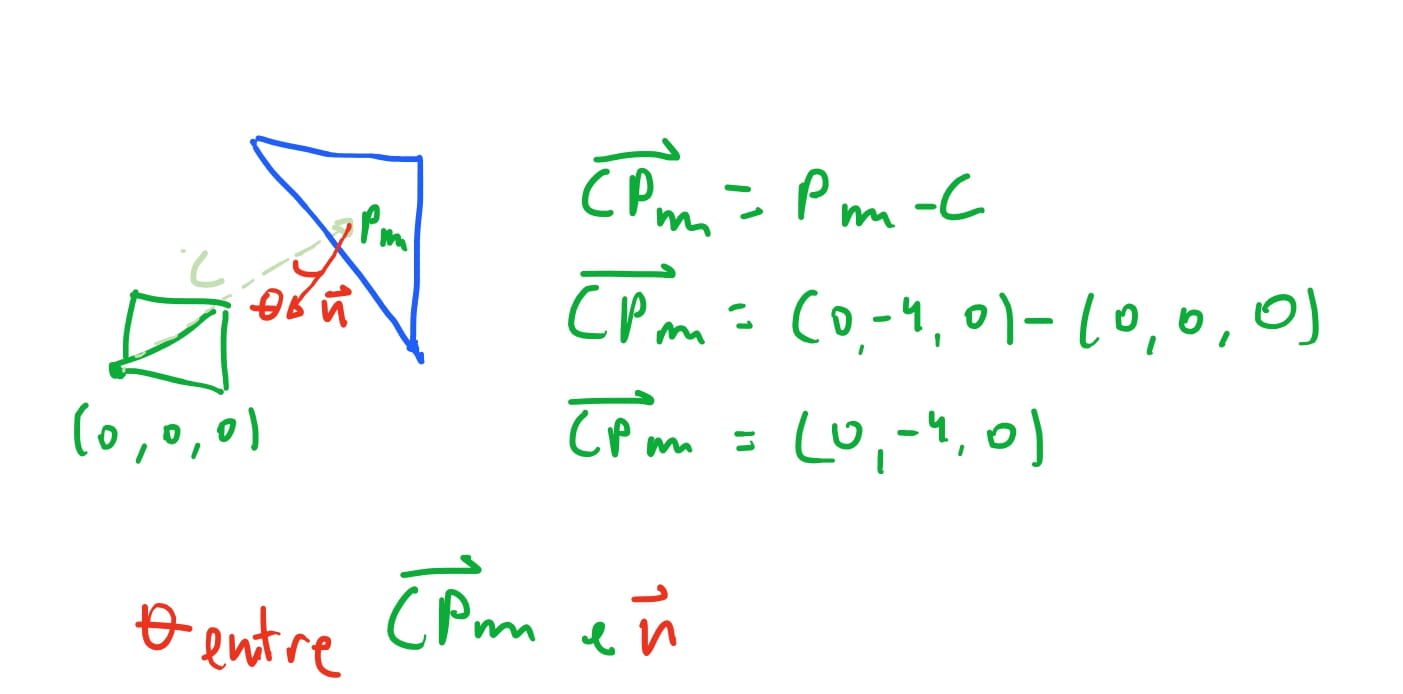 CPₘ = Pₘ - C
Pₘ
C
CPₘ = (0, -4, 0) - (0, 0, 0)
θ n
(0, 0, 0)
CPₘ = (0, -4, 0)
θ entre CPₘ e n